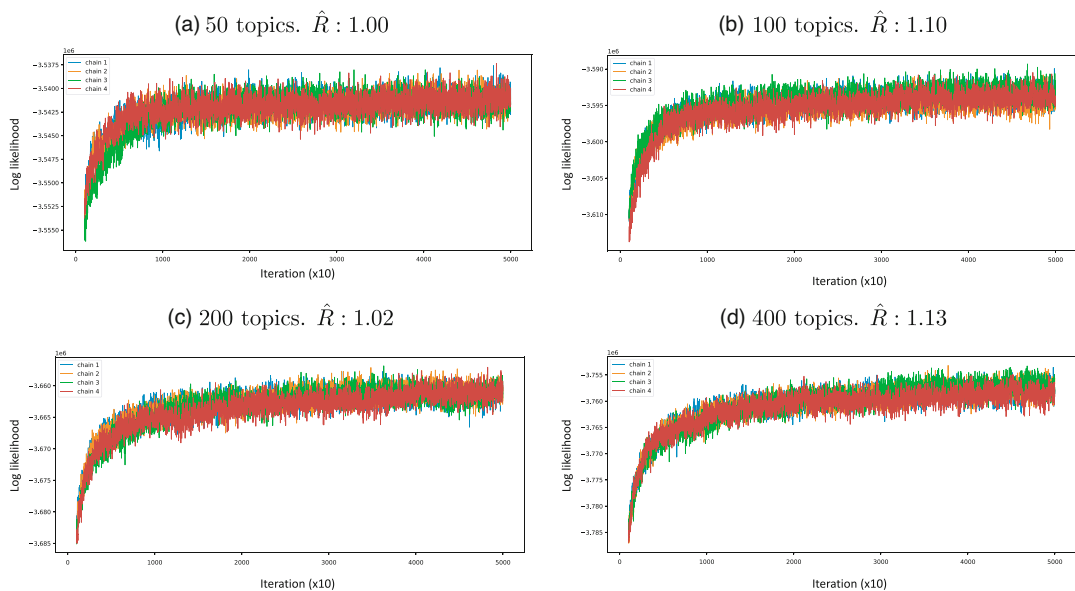 (a) 50 topics. R̂ : 1.00
1e6
chain 1
chain 2
chain 3
chain 4
−3.5375
−3.5400
−3.5425
−3.5450
−3.5475
−3.5500
−3.5525
−3.5550
Log likelihood
0 1000 2000 3000 4000 5000
Iteration (x10)
(b) 100 topics. R̂ : 1.10
1e6
chain 1
chain 2
chain 3
chain 4
−3.590
−3.595
−3.600
−3.605
−3.610
Log likelihood
0 1000 2000 3000 4000 5000
Iteration (x10)
(c) 200 topics. R̂ : 1.02
1e6
chain 1
chain 2
chain 3
chain 4
−3.660
−3.665
−3.670
−3.675
−3.680
−3.685
Log likelihood
0 1000 2000 3000 4000 5000
Iteration (x10)
(d) 400 topics. R̂ : 1.13
1e6
chain 1
chain 2
chain 3
chain 4
−3.755
−3.760
−3.765
−3.770
−3.775
−3.780
−3.785
Log likelihood
0 1000 2000 3000 4000 5000
Iteration (x10)